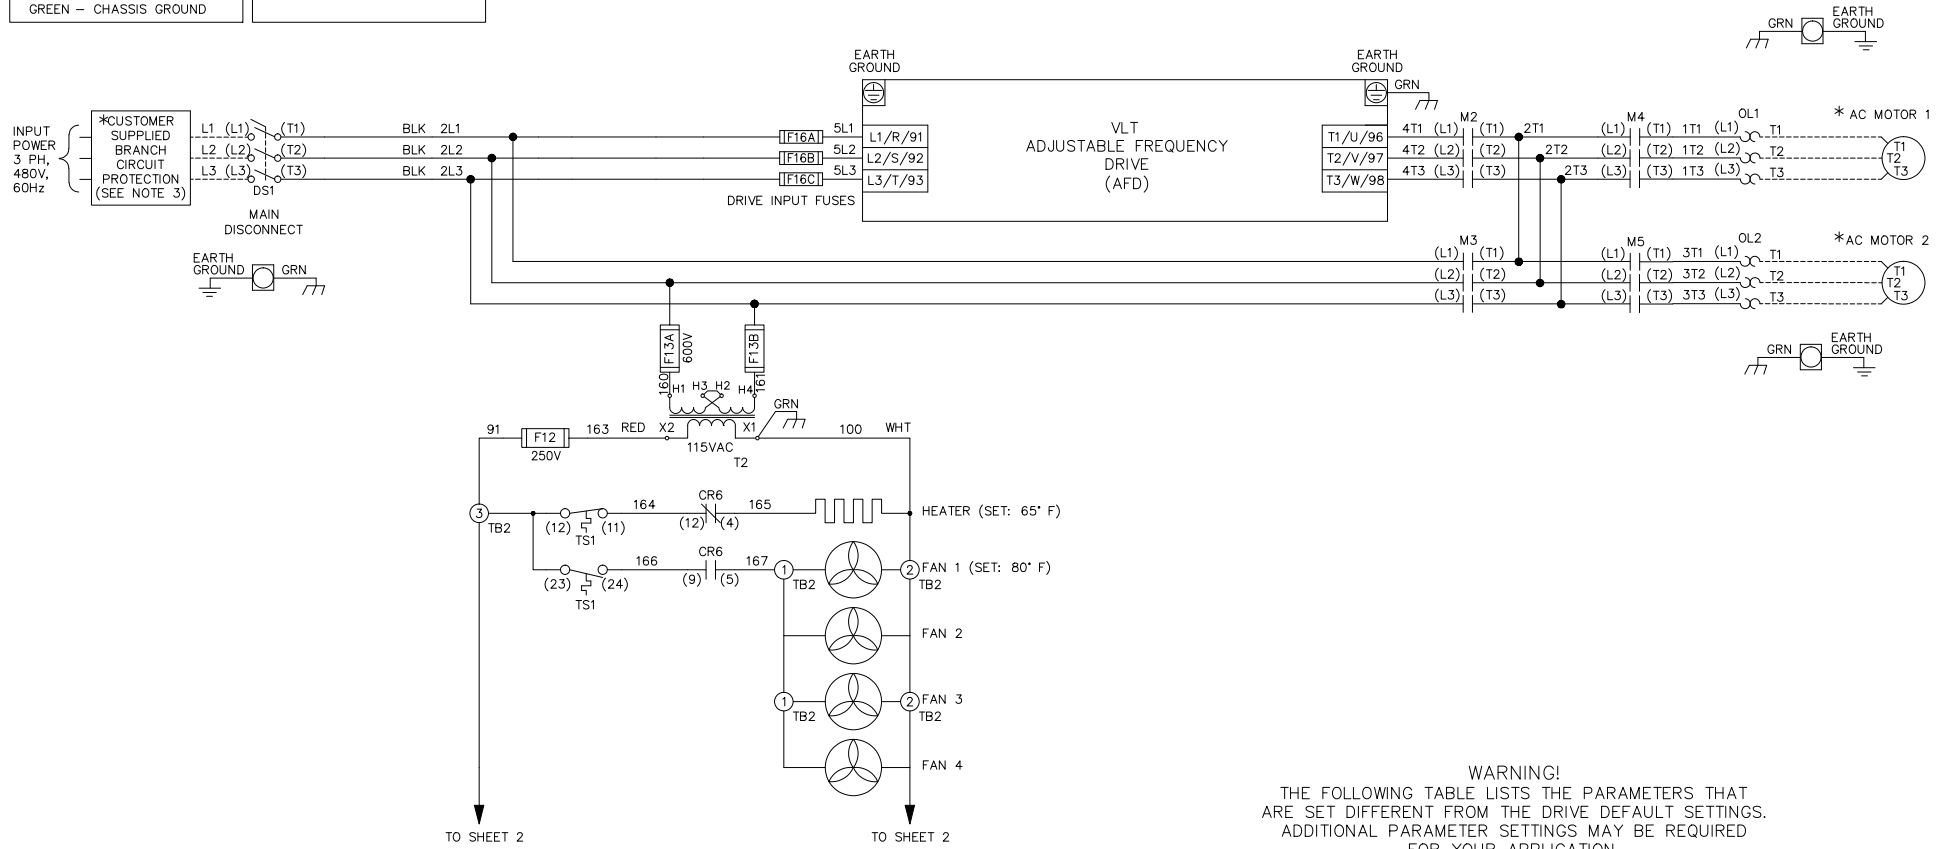 GREEN – CHASSIS GROUND
EARTH
GROUND
GRN
EARTH
GROUND
EARTH
GROUND
GRN
INPUT
POWER
3 PH,
480V,
60Hz
*CUSTOMER
SUPPLIED
BRANCH
CIRCUIT
PROTECTION
(SEE NOTE 3)
L1 (L1) (T1) BLK 2L1 F16A 5L1 L1/R/91
L2 (L2) (T2) BLK 2L2 F16B 5L2 L2/S/92
L3 (L3) (T3) BLK 2L3 F16C 5L3 L3/T/93
DS1
MAIN
DISCONNECT
DRIVE INPUT FUSES
VLT
ADJUSTABLE FREQUENCY
DRIVE
(AFD)
M2 M4 OL1 * AC MOTOR 1
T1/U/96 4T1 (L1) (T1) 2T1 (L1) (T1) 1T1 (L1) T1 T1
T2/V/97 4T2 (L2) (T2) 2T2 (L2) (T2) 1T2 (L2) T2 T2
T3/W/98 4T3 (L3) (T3) 2T3 (L3) (T3) 1T3 (L3) T3 T3
M3 M5 OL2 *AC MOTOR 2
(L1) (T1) (L1) (T1) 3T1 (L1) T1 T1
(L2) (T2) (L2) (T2) 3T2 (L2) T2 T2
(L3) (T3) (L3) (T3) 3T3 (L3) T3 T3
EARTH
GROUND
GRN
GRN
EARTH
GROUND
F13A
600V
F13B
160
161
H1 H3 H2 H4
GRN
91 F12 163 RED X2 X1 100 WHT
250V
115VAC
T2
3
TB2
(12) (11)
TS1
164
CR6
(12) (4)
165
HEATER (SET: 65° F)
(23) (24)
TS1
166
CR6
(9) (5)
167
1
TB2
2
TB2
FAN 1 (SET: 80° F)
FAN 2
1
TB2
2
TB2
FAN 3
FAN 4
TO SHEET 2
TO SHEET 2
WARNING!
THE FOLLOWING TABLE LISTS THE PARAMETERS THAT
ARE SET DIFFERENT FROM THE DRIVE DEFAULT SETTINGS.
ADDITIONAL PARAMETER SETTINGS MAY BE REQUIRED
FOR YOUR APPLICATION